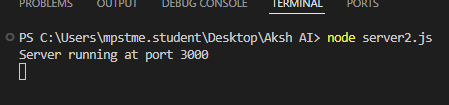 PROBLEMS OUTPUT DEBUG CONSOLE TERMINAL PORTS
PS C:\Users\mpstme.student\Desktop\Aksh AI> node server2.js
Server running at port 3000